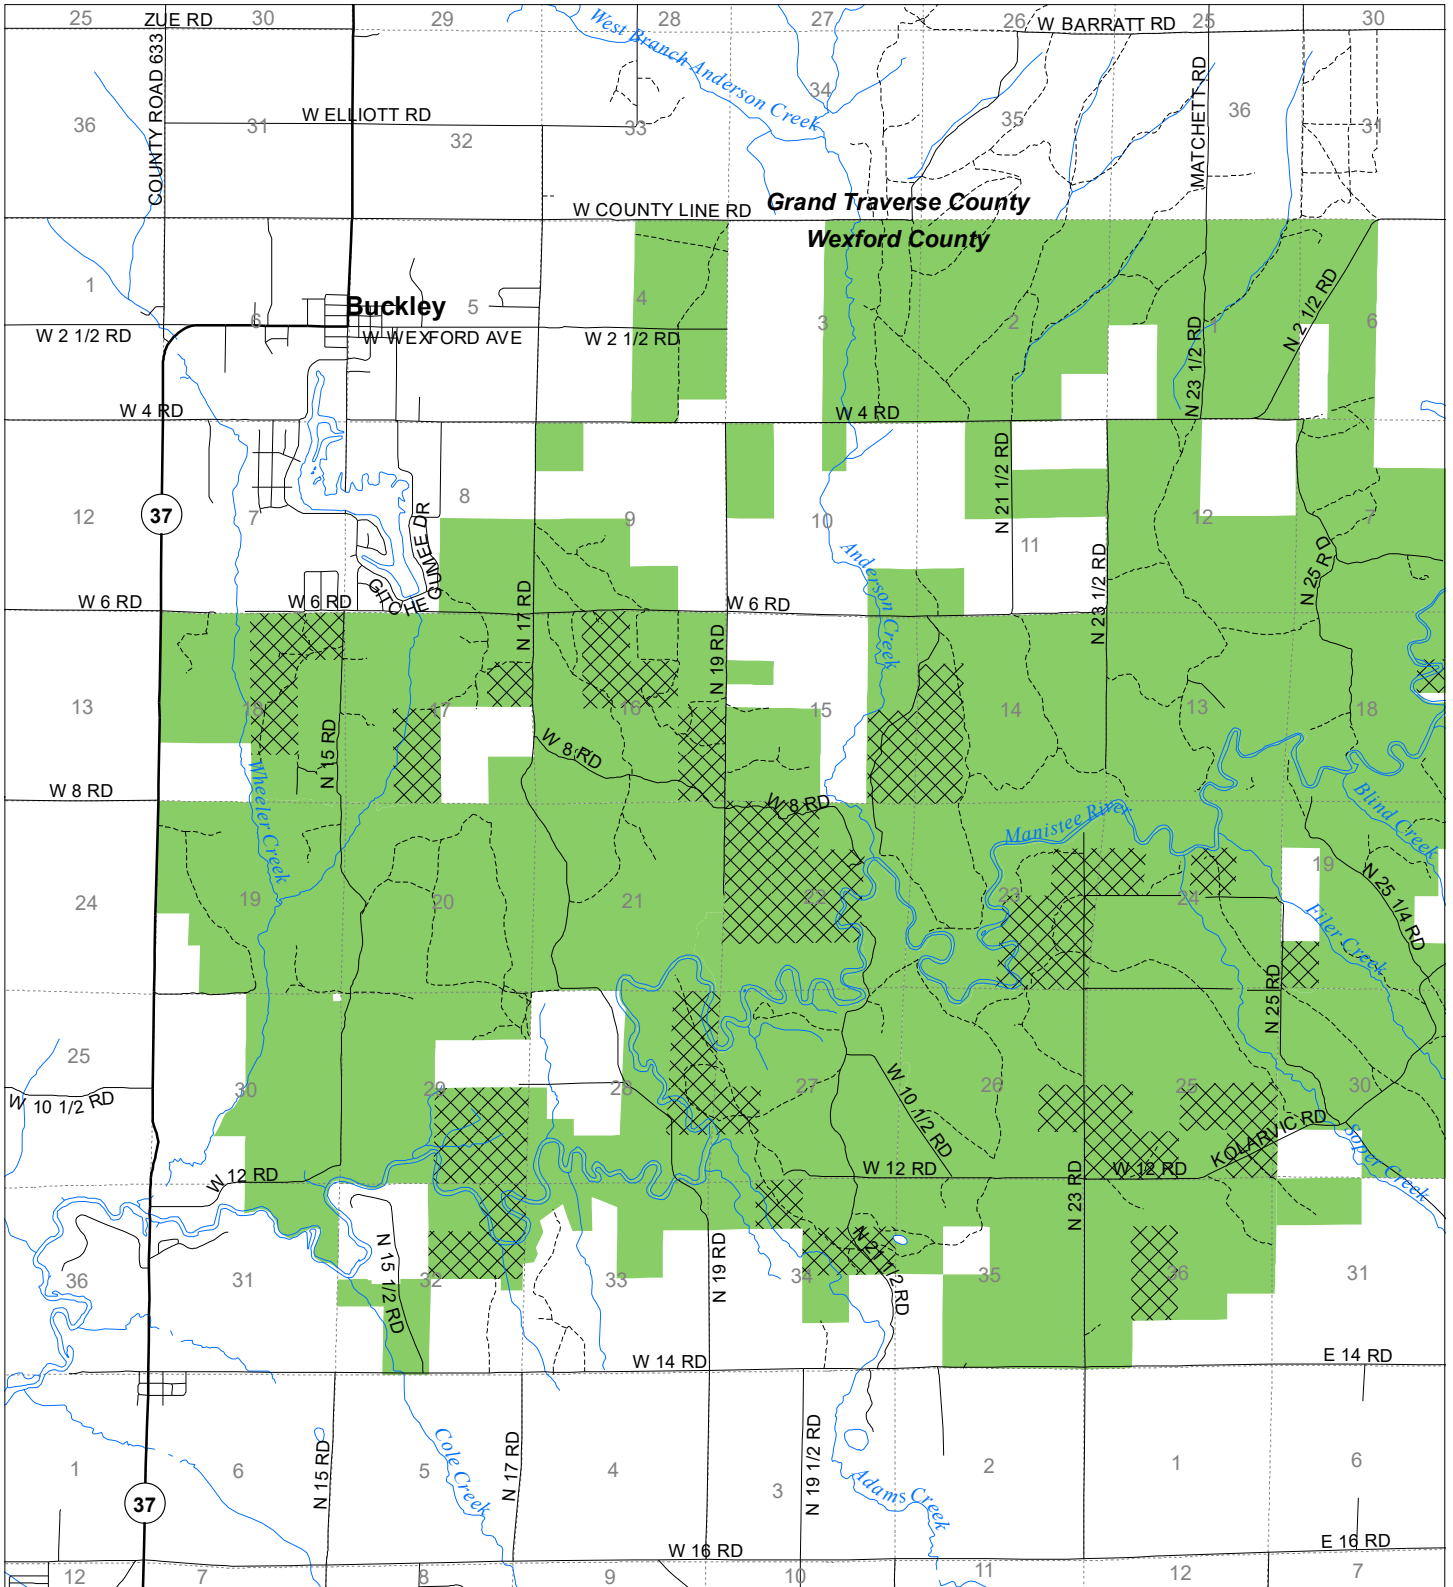 25
ZUE RD
30
29
28
27
26
25
30
W BARRATT RD
West Branch Anderson Creek
COUNTY ROAD 633
MATCHETT RD
34
36
31
W ELLIOTT RD
32
33
35
36
31
W COUNTY LINE RD
Grand Traverse County
Wexford County
1
Buckley
5
4
6
3
2
1
6
W 2 1/2 RD
W WEXFORD AVE
W 2 1/2 RD
N 2 1/2 RD
N 23 1/2 RD
W 4 RD
W 4 RD
N 21 1/2 RD
8
12
37
7
9
10
11
12
7
GITCHE GUMEE DR
Anderson Creek
N 23 1/2 RD
N 25 RD
W 6 RD
W 6 RD
N 17 RD
W 6 RD
N 19 RD
13
18
17
16
15
14
13
18
N 15 RD
W 8 RD
Wheeler Creek
W 8 RD
W 8 RD
Manistee River
Blind Creek
24
19
20
21
22
23
24
19
N 25 1/4 RD
Filer Creek
N 25 RD
25
W 10 1/2 RD
30
29
28
27
26
25
30
W 10 1/2 RD
KOLARVIC RD
Soper Creek
W 12 RD
W 12 RD
W 12 RD
N 23 RD
N 15 1/2 RD
N 19 RD
N 21 1/2 RD
36
31
32
33
34
35
36
31
W 14 RD
E 14 RD
N 15 RD
Cole Creek
N 17 RD
N 19 1/2 RD
Adams Creek
1
6
5
4
3
2
1
6
37
W 16 RD
E 16 RD
12
7
8
9
10
11
12
7